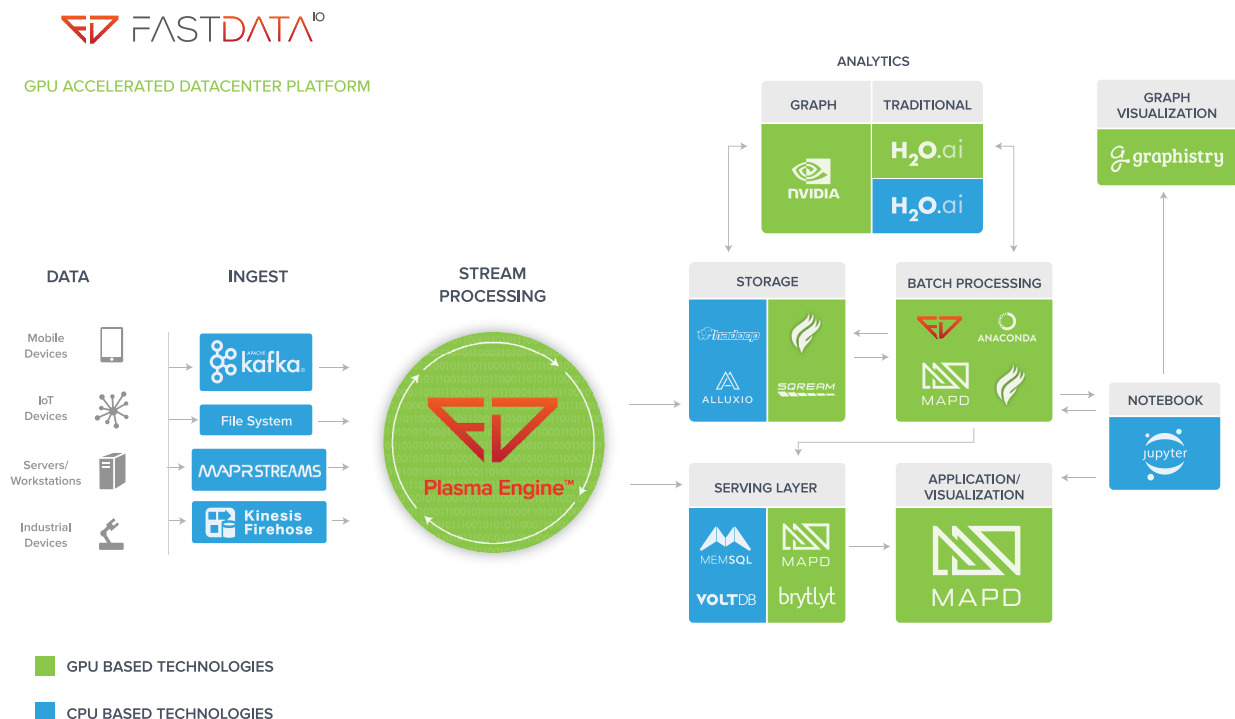 FASTDATA IO
GPU ACCELERATED DATACENTER PLATFORM
ANALYTICS
GRAPH
TRADITIONAL
NVIDIA
H2O.ai
H2O.ai
GRAPH
VISUALIZATION
graphistry
DATA
INGEST
STREAM
PROCESSING
Mobile
Devices
IoT
Devices
Servers/
Workstations
Industrial
Devices
APACHE
kafka®
File System
MAPR STREAMS
Kinesis
Firehose
Plasma Engine™
STORAGE
hadoop
ALLUXIO
SQREAM
BATCH PROCESSING
ANACONDA
MAPD
NOTEBOOK
jupyter
SERVING LAYER
MEMSQL
VOLTDB
MAPD
brytlyt
APPLICATION/
VISUALIZATION
MAPD
GPU BASED TECHNOLOGIES
CPU BASED TECHNOLOGIES